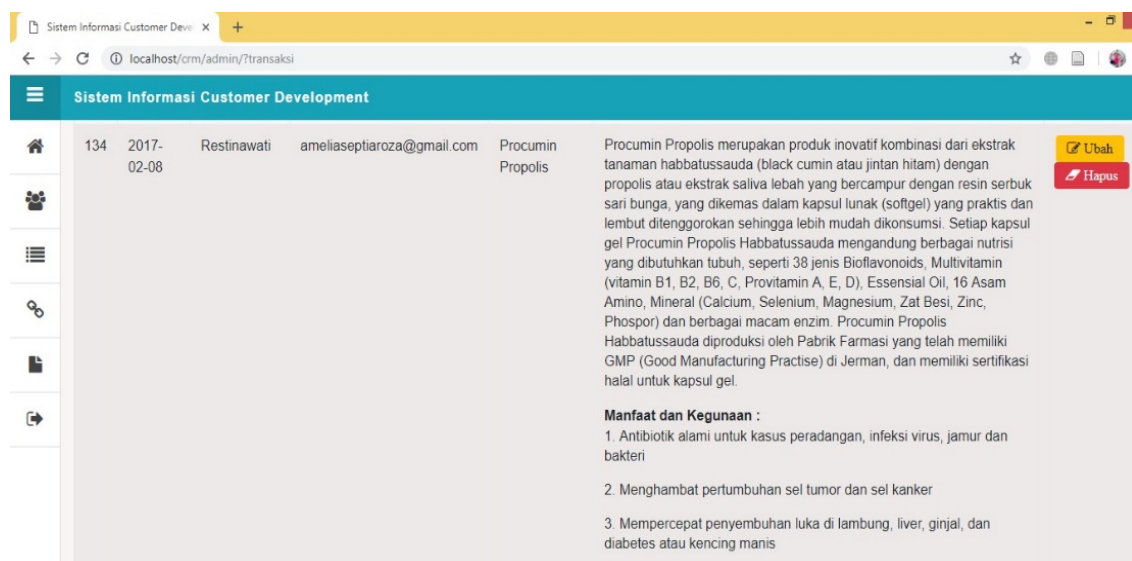 Sistem Informasi Customer Deve
localhost/crm/admin/?transaksi
Sistem Informasi Customer Development
134
2017-
02-08
Restinawati
ameliaseptiaroza@gmail.com
Procumin
Propolis
Procumin Propolis merupakan produk inovatif kombinasi dari ekstrak
tanaman habbatussauda (black cumin atau jintan hitam) dengan
propolis atau ekstrak saliva lebah yang bercampur dengan resin serbuk
sari bunga, yang dikemas dalam kapsul lunak (softgel) yang praktis dan
lembut ditenggorokan sehingga lebih mudah dikonsumsi. Setiap kapsul
gel Procumin Propolis Habbatussauda mengandung berbagai nutrisi
yang dibutuhkan tubuh, seperti 38 jenis Bioflavonoids, Multivitamin
(vitamin B1, B2, B6, C, Provitamin A, E, D), Essensial Oil, 16 Asam
Amino, Mineral (Calcium, Selenium, Magnesium, Zat Besi, Zinc,
Phospor) dan berbagai macam enzim. Procumin Propolis
Habbatussauda diproduksi oleh Pabrik Farmasi yang telah memiliki
GMP (Good Manufacturing Practise) di Jerman, dan memiliki sertifikasi
halal untuk kapsul gel.
Manfaat dan Kegunaan :
1. Antibiotik alami untuk kasus peradangan, infeksi virus, jamur dan
bakteri
2. Menghambat pertumbuhan sel tumor dan sel kanker
3. Mempercepat penyembuhan luka di lambung, liver, ginjal, dan
diabetes atau kencing manis
Ubah
Hapus